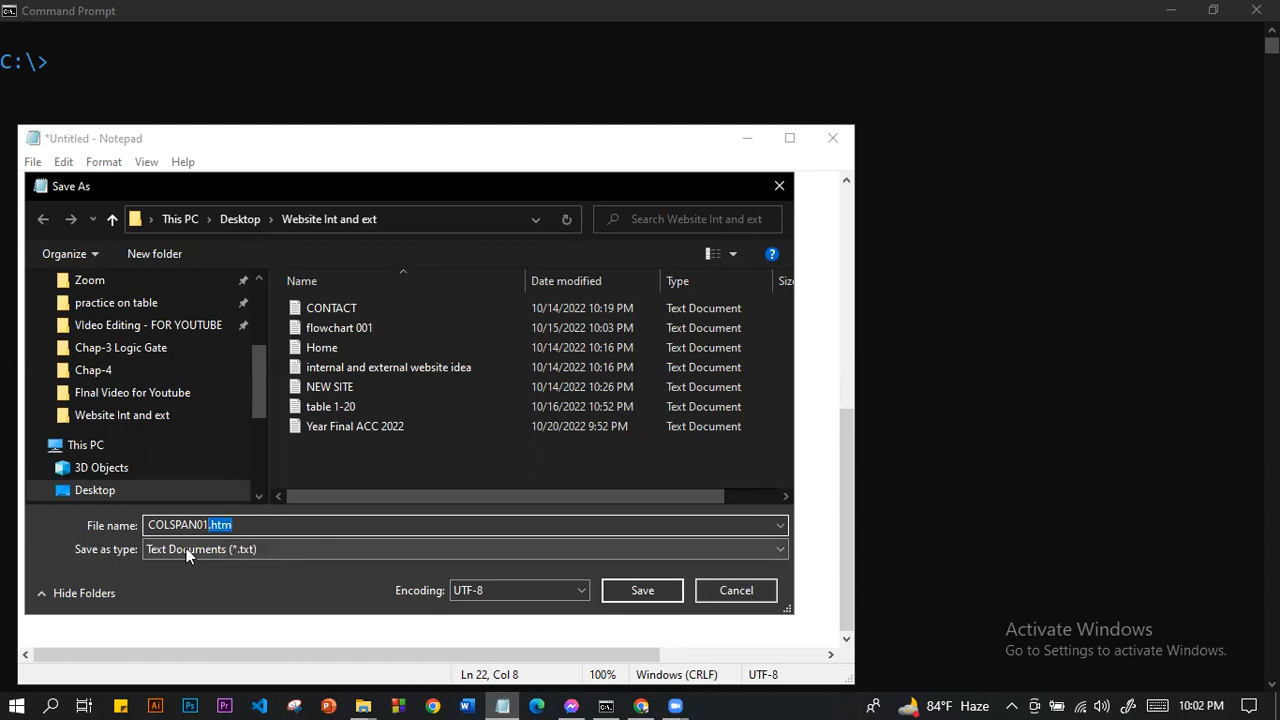 Command Prompt
C:\>
*Untitled - Notepad
File Edit Format View Help
Save As
This PC > Desktop > Website Int and ext
Search Website Int and ext
Organize New folder
Name Date modified Type Siz
Zoom
practice on table
VIdeo Editing - FOR YOUTUBE
Chap-3 Logic Gate
Chap-4
FInal Video for Youtube
Website Int and ext
This PC
3D Objects
Desktop
CONTACT 10/14/2022 10:19 PM Text Document
flowchart 001 10/15/2022 10:03 PM Text Document
Home 10/14/2022 10:16 PM Text Document
internal and external website idea 10/14/2022 10:16 PM Text Document
NEW SITE 10/14/2022 10:26 PM Text Document
table 1-20 10/16/2022 10:52 PM Text Document
Year Final ACC 2022 10/20/2022 9:52 PM Text Document
File name: COLSPAN01.htm
Save as type: Text Documents (*.txt)
Hide Folders
Encoding: UTF-8 Save Cancel
Ln 22, Col 8 100% Windows (CRLF) UTF-8
Activate Windows
Go to Settings to activate Windows.
84°F Haze 10:02 PM